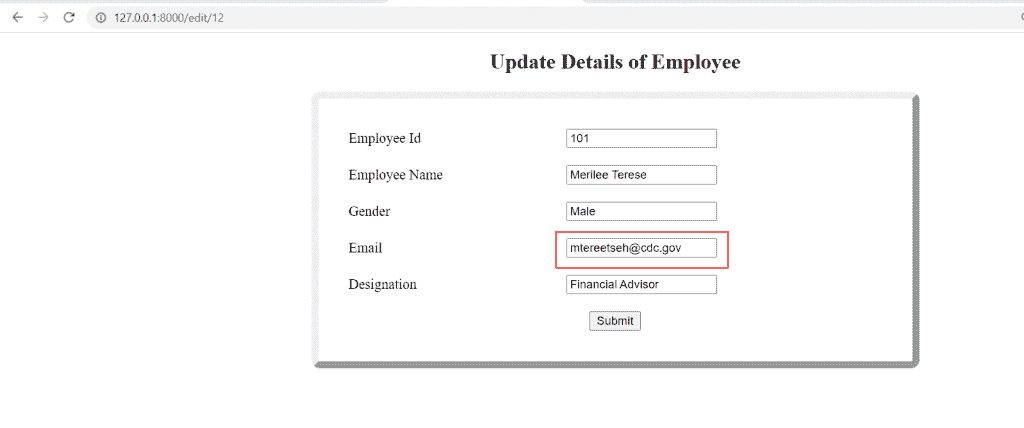 127.0.0.1:8000/edit/12
Update Details of Employee
Employee Id 101
Employee Name Merilee Terese
Gender Male
Email mtereetseh@cdc.gov
Designation Financial Advisor
Submit